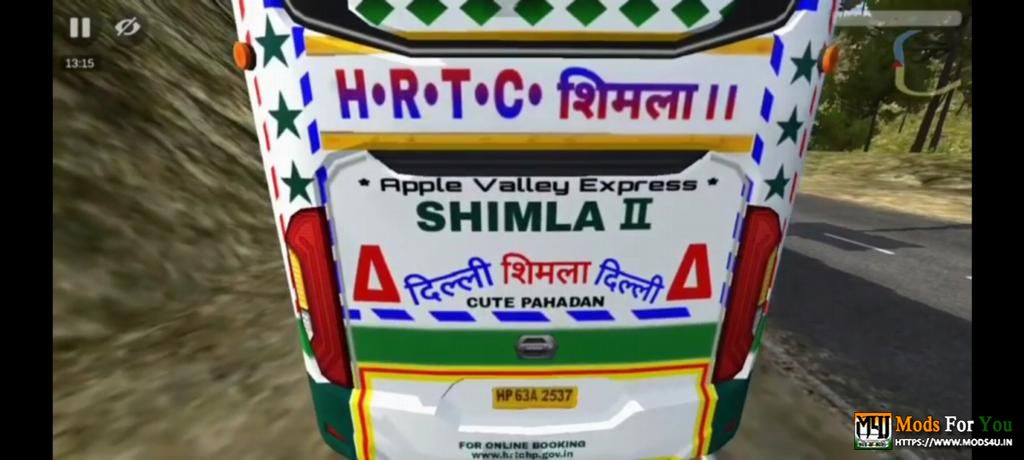 13:15
H•R•T•C• शिमला ।।
* Apple Valley Express *
SHIMLA II
Δ दिल्ली शिमला दिल्ली Δ
CUTE PAHADAN
HP 63A 2537
FOR ONLINE BOOKING
www.hrtchp.gov.in
M4U Mods For You
HTTPS://WWW.MODS4U.IN